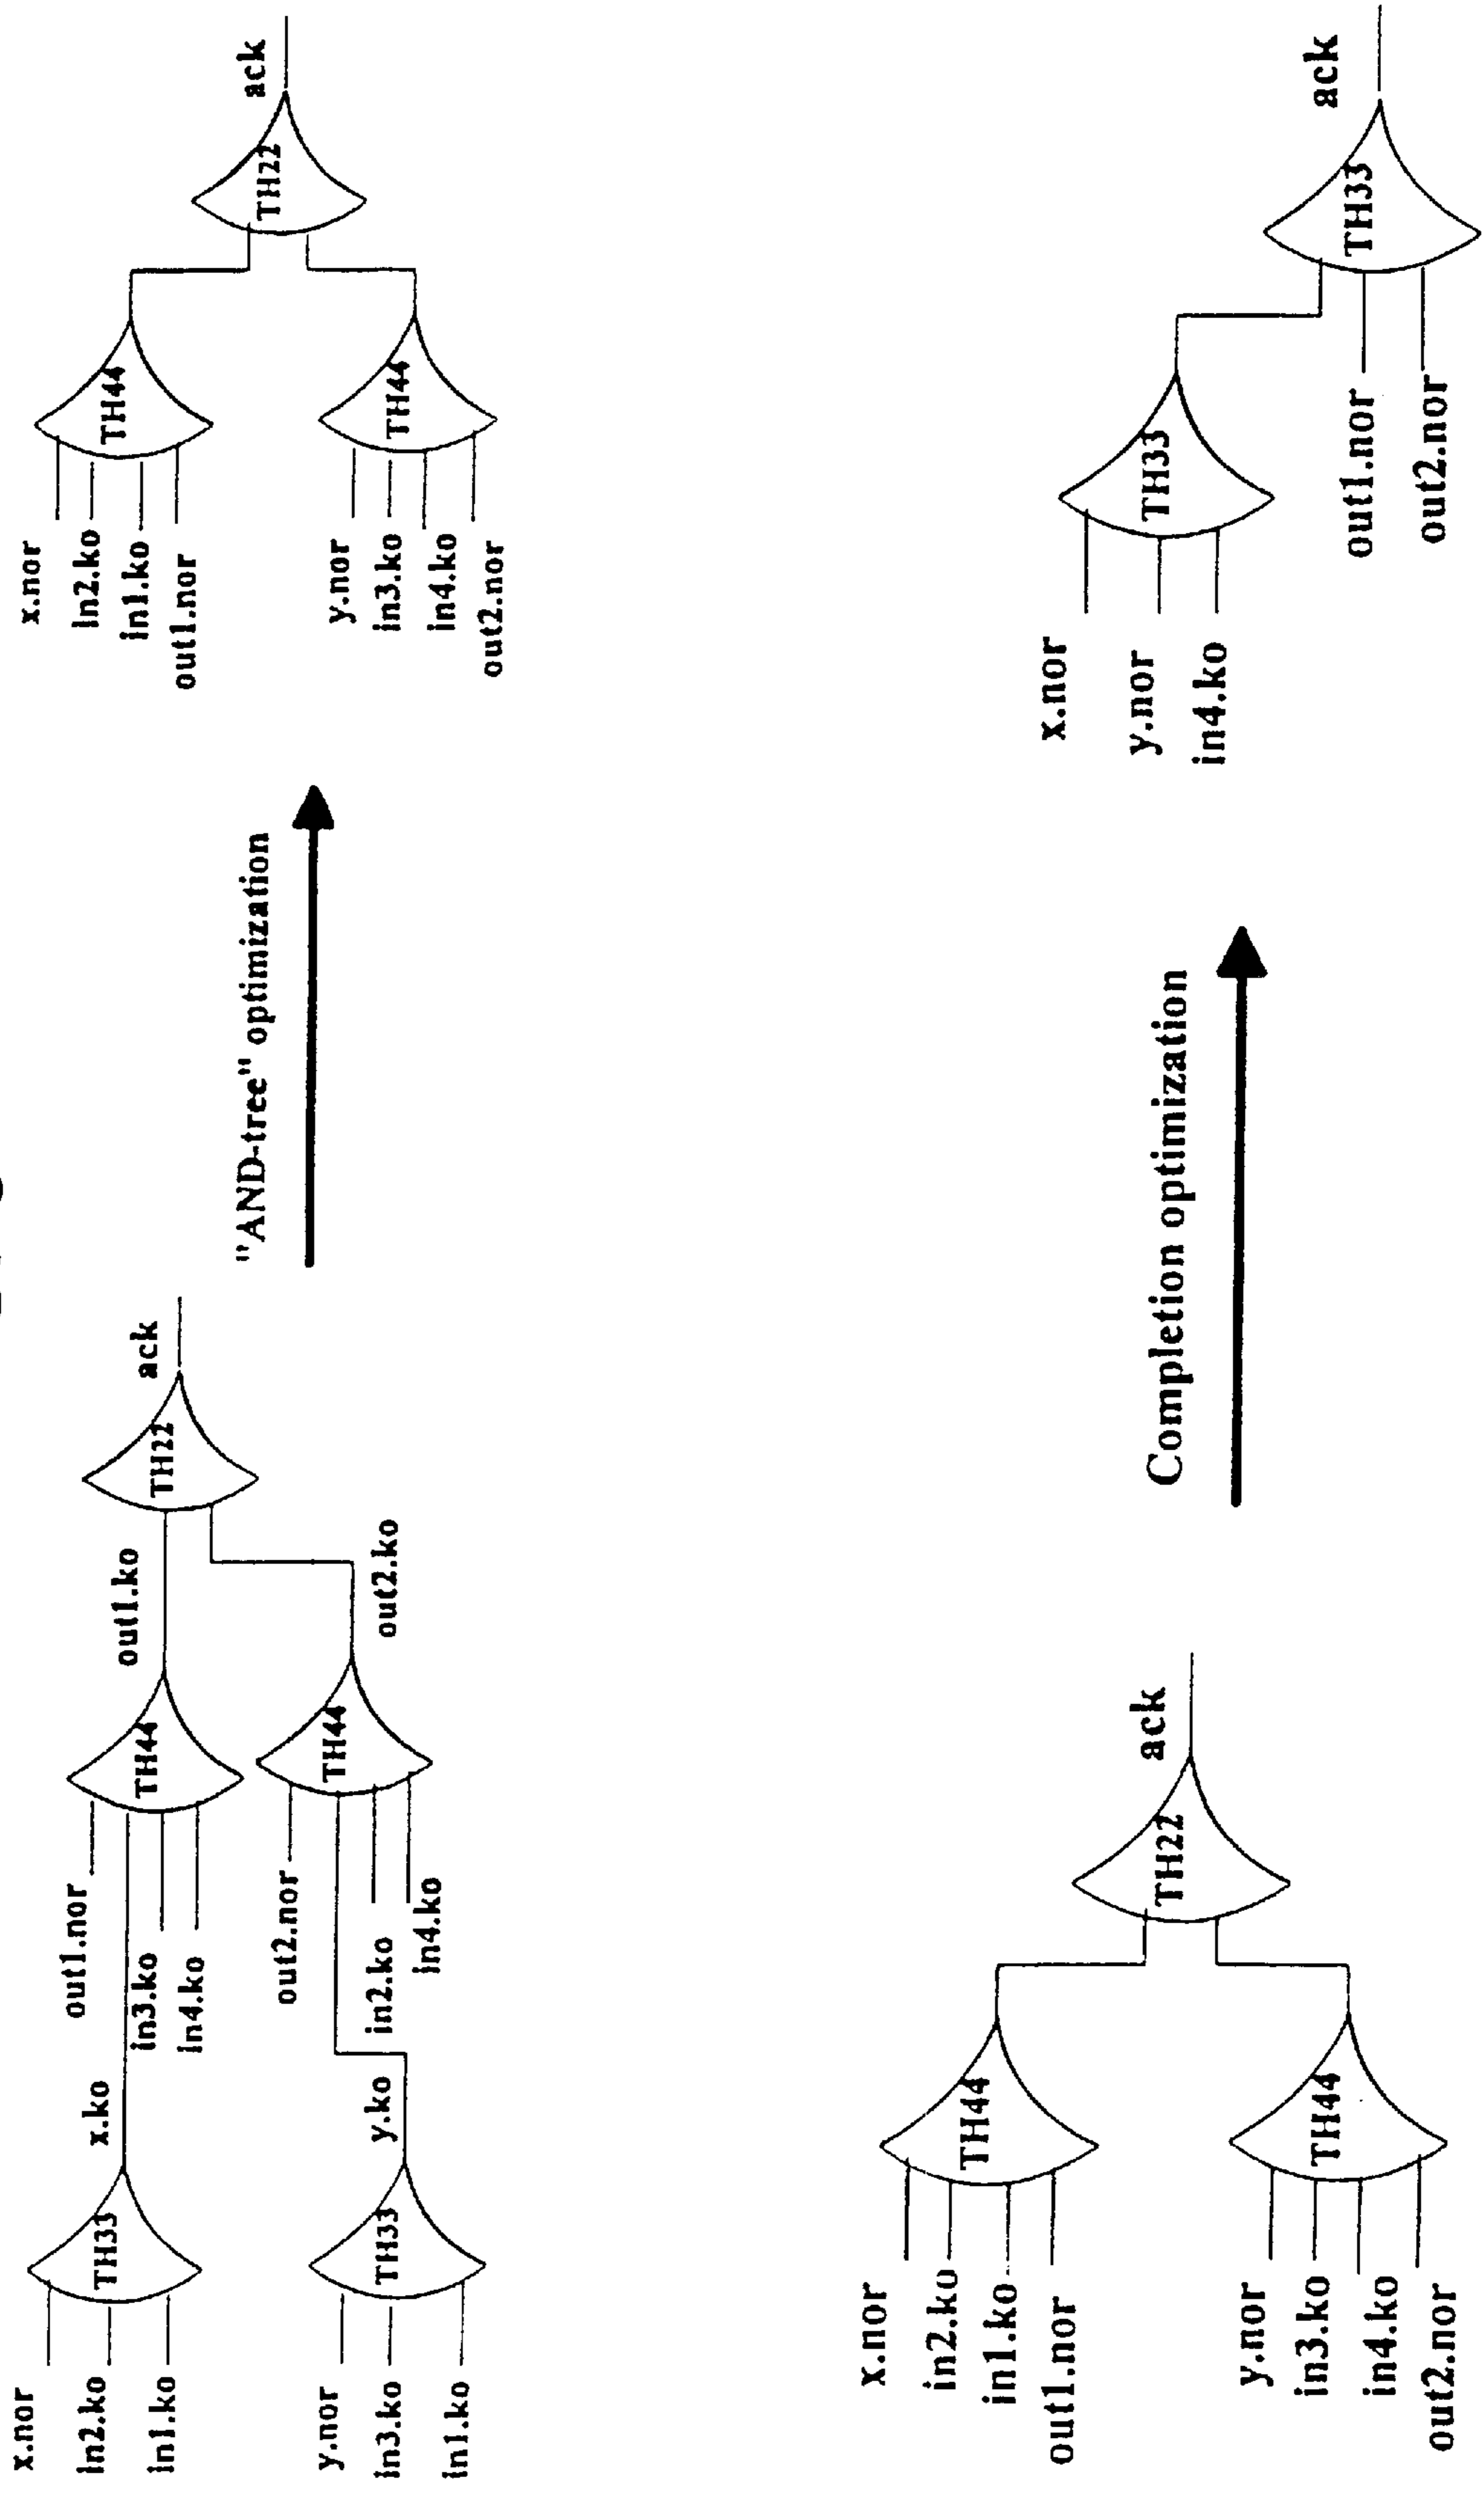 x.nor
in2.ko
in1.ko
TH33
x.ko
y.nor
in3.ko
in1.ko
TH33
y.ko
out1.nor
in3.ko
in4.ko
TH44
out1.ko
out2.nor
in2.ko
in4.ko
TH44
out2.ko
TH22
ack
"AND-tree" optimization
x.nor
in2.ko
in1.ko
out1.nor
TH44
y.nor
in3.ko
in4.ko
out2.nor
TH44
TH22
ack
x.nor
in2.ko
in1.ko
out1.nor
TH44
y.nor
in3.ko
in4.ko
out2.nor
TH44
TH22
ack
Completion optimization
x.nor
y.nor
in4.ko
TH33
out1.nor
out2.nor
TH33
ack